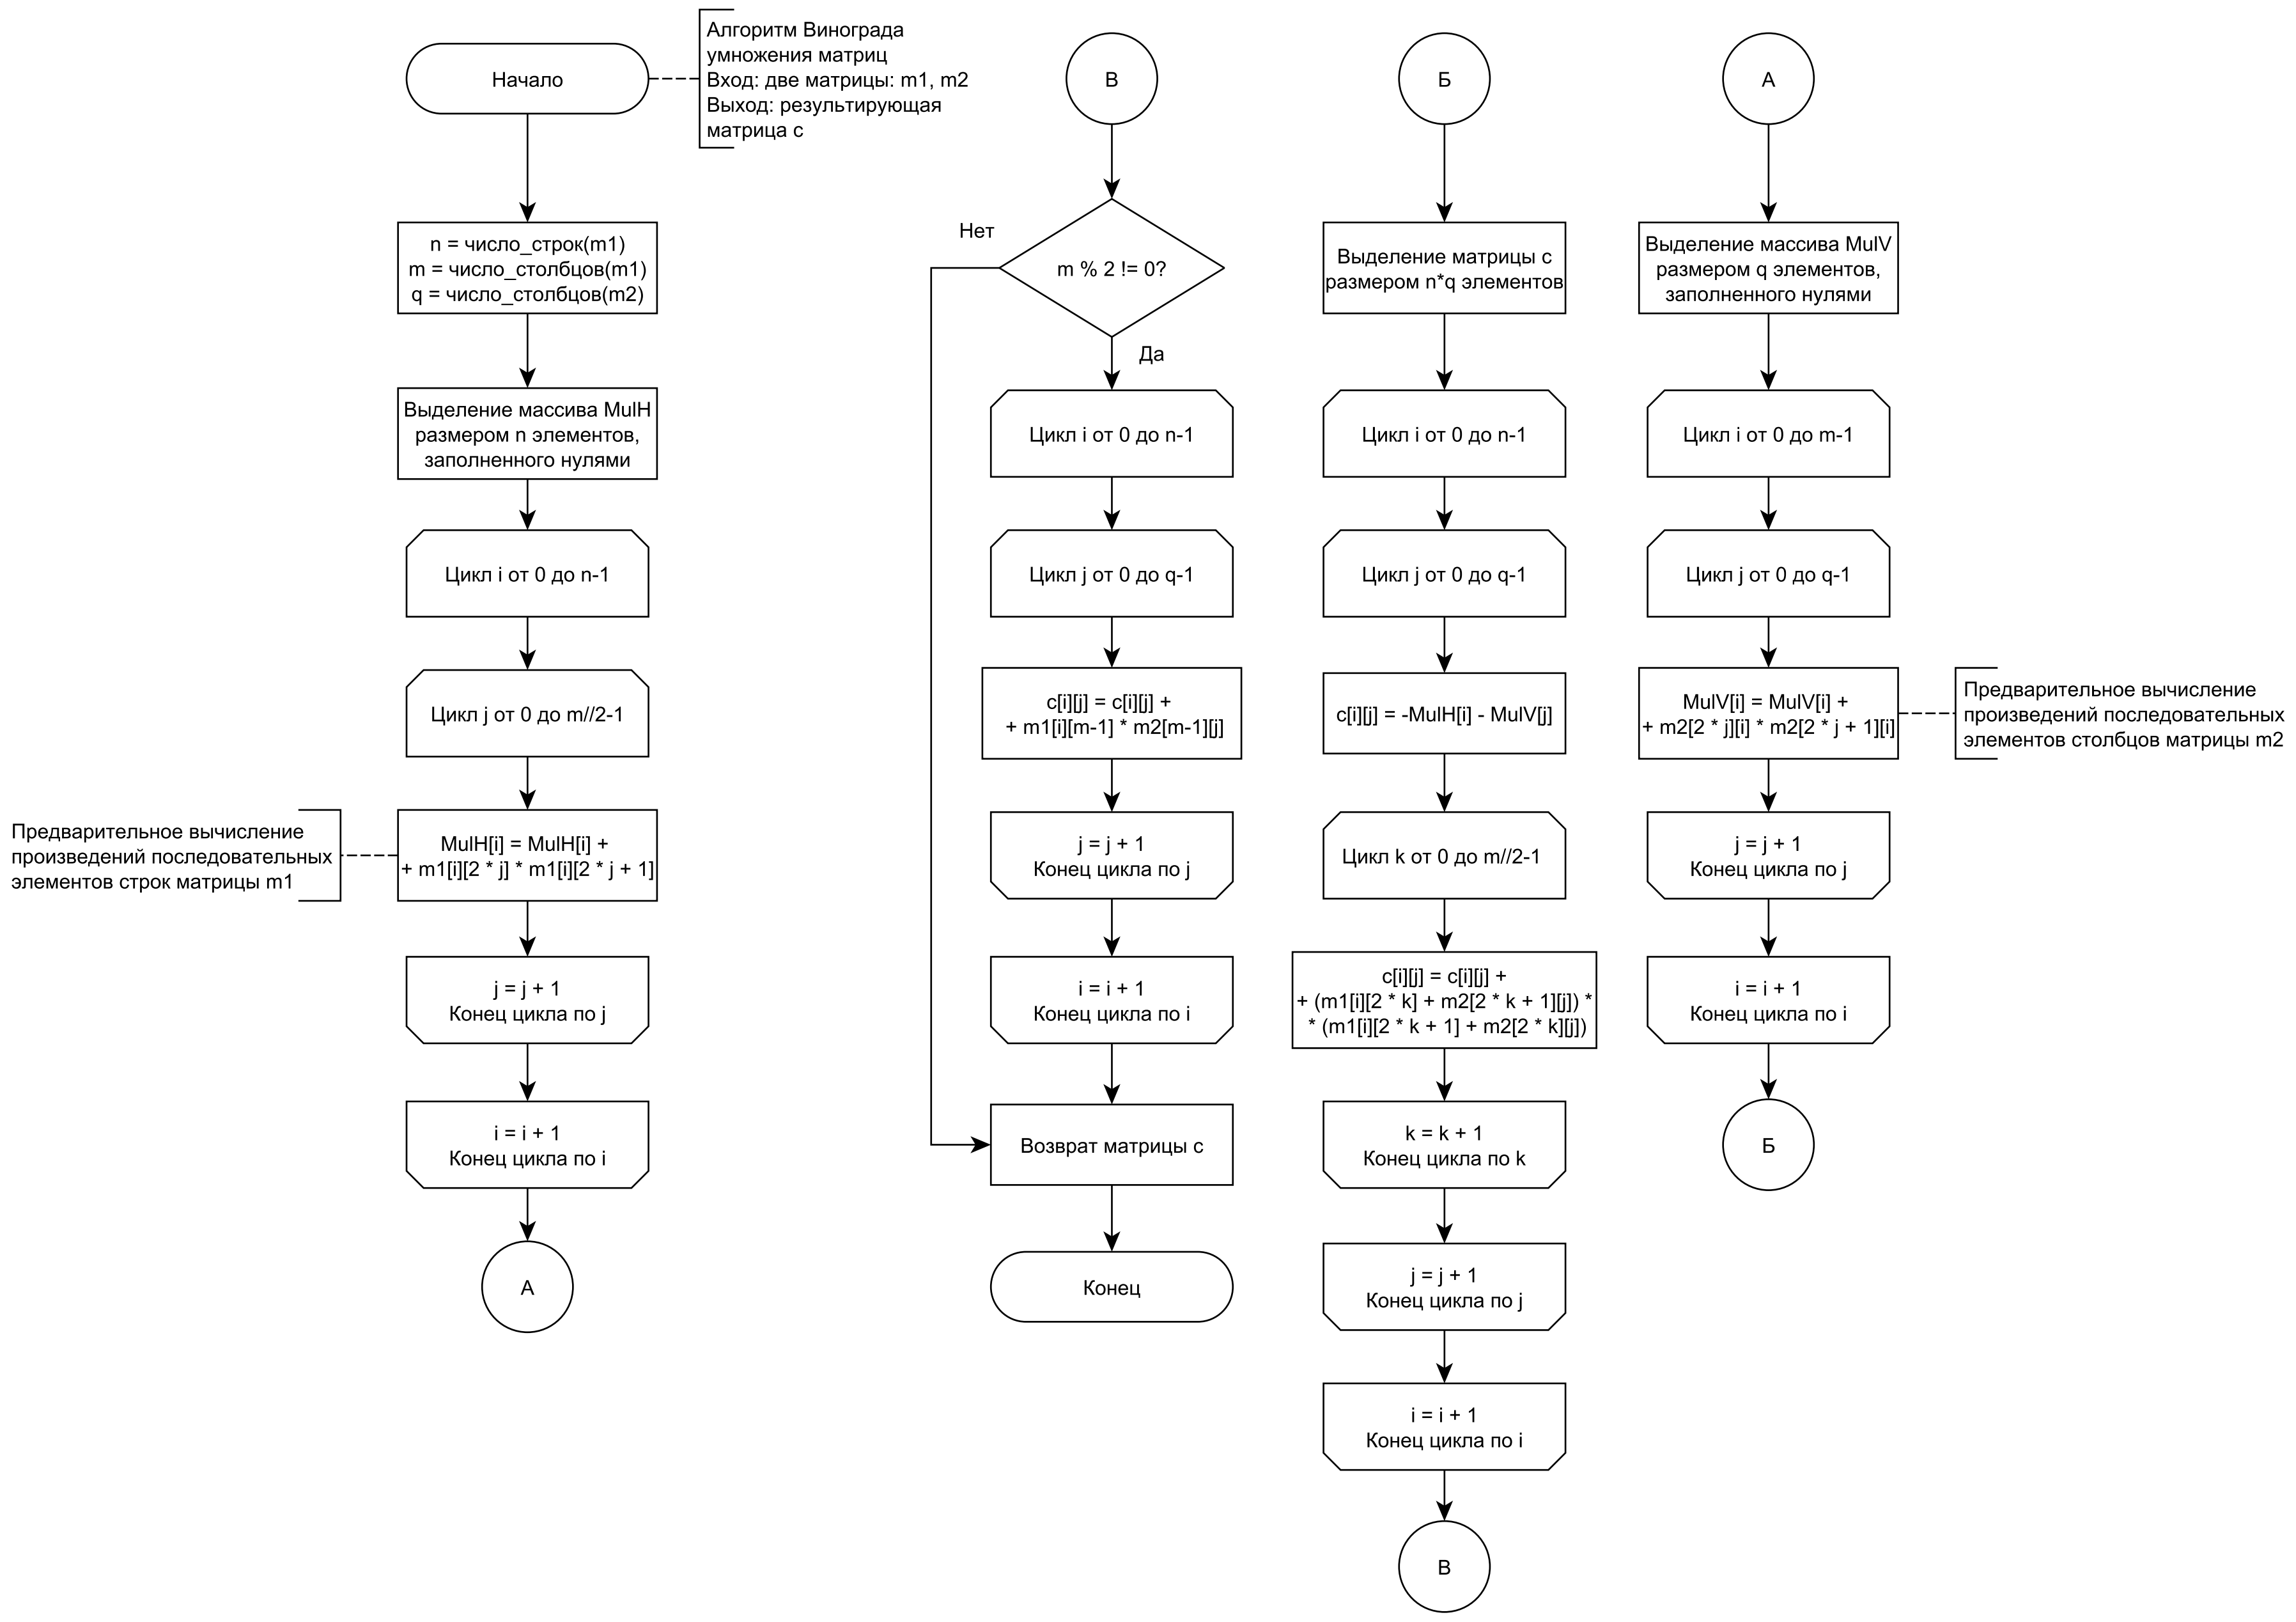 Начало
Алгоритм Винограда
умножения матриц
Вход: две матрицы: m1, m2
Выход: результирующая
матрица c
n = число_строк(m1)
m = число_столбцов(m1)
q = число_столбцов(m2)
Выделение массива MulH
размером n элементов,
заполненного нулями
Цикл i от 0 до n-1
Цикл j от 0 до m//2-1
MulH[i] = MulH[i] +
+ m1[i][2 * j] * m1[i][2 * j + 1]
Предварительное вычисление
произведений последовательных
элементов строк матрицы m1
j = j + 1
Конец цикла по j
i = i + 1
Конец цикла по i
А
В
m % 2 != 0?
Нет
Да
Цикл i от 0 до n-1
Цикл j от 0 до q-1
c[i][j] = c[i][j] +
+ m1[i][m-1] * m2[m-1][j]
j = j + 1
Конец цикла по j
i = i + 1
Конец цикла по i
Возврат матрицы c
Конец
Б
Выделение матрицы c
размером n*q элементов
Цикл i от 0 до n-1
Цикл j от 0 до q-1
c[i][j] = -MulH[i] - MulV[j]
Цикл k от 0 до m//2-1
c[i][j] = c[i][j] +
+ (m1[i][2 * k] + m2[2 * k + 1][j]) *
* (m1[i][2 * k + 1] + m2[2 * k][j])
k = k + 1
Конец цикла по k
j = j + 1
Конец цикла по j
i = i + 1
Конец цикла по i
В
А
Выделение массива MulV
размером q элементов,
заполненного нулями
Цикл i от 0 до m-1
Цикл j от 0 до q-1
MulV[i] = MulV[i] +
+ m2[2 * j][i] * m2[2 * j + 1][i]
Предварительное вычисление
произведений последовательных
элементов столбцов матрицы m2
j = j + 1
Конец цикла по j
i = i + 1
Конец цикла по i
Б